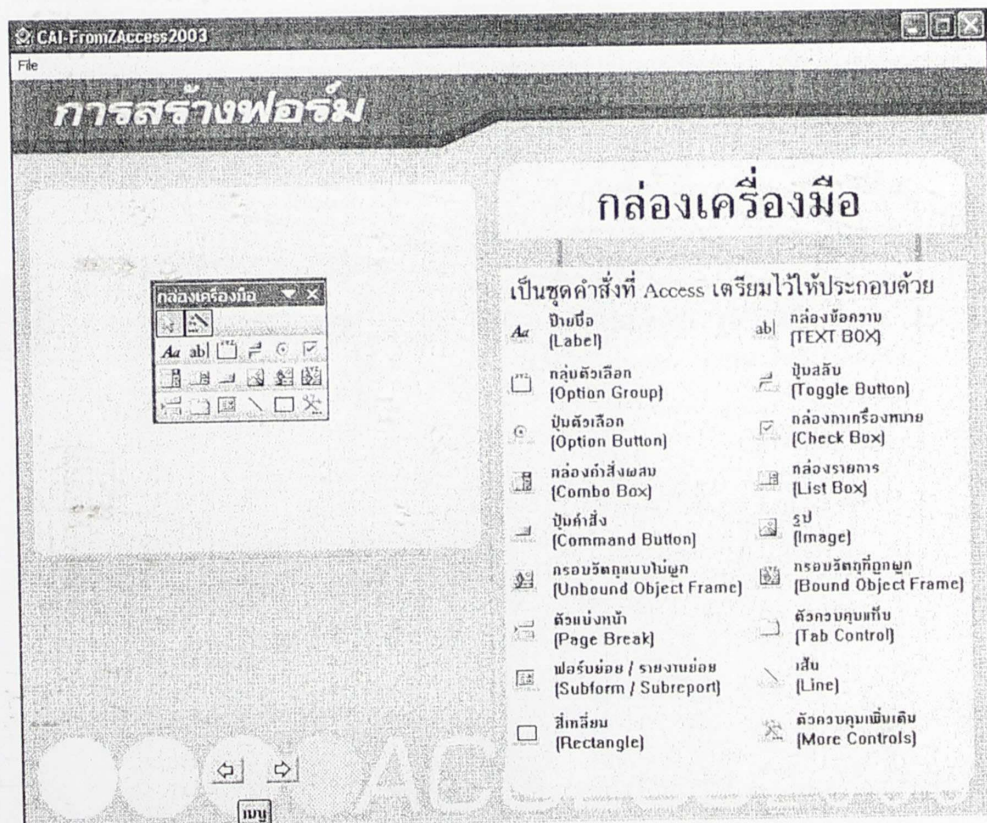 CAI-FromZAccess2003
File
การสร้างฟอร์ม
กล่องเครื่องมือ
กล่องเครื่องมือ
Aa ab|
เป็นชุดคำสั่งที่ Access เตรียมไว้ให้ประกอบด้วย
Aa ป้ายชื่อ
(Label)
ab| กล่องข้อความ
(TEXT BOX)
กลุ่มตัวเลือก
(Option Group)
ปุ่มสลับ
(Toggle Button)
ปุ่มตัวเลือก
(Option Button)
กล่องกาเครื่องหมาย
(Check Box)
กล่องคำสั่งผสม
(Combo Box)
กล่องรายการ
(List Box)
ปุ่มคำสั่ง
(Command Button)
รูป
(Image)
กรอบวัตถุแบบไม่ผูก
(Unbound Object Frame)
กรอบวัตถุที่ถูกผูก
(Bound Object Frame)
ตัวแบ่งหน้า
(Page Break)
ตัวควบคุมแท็บ
(Tab Control)
ฟอร์มย่อย / รายงานย่อย
(Subform / Subreport)
เส้น
(Line)
สี่เหลี่ยม
(Rectangle)
ตัวควบคุมเพิ่มเติม
(More Controls)
เมนู